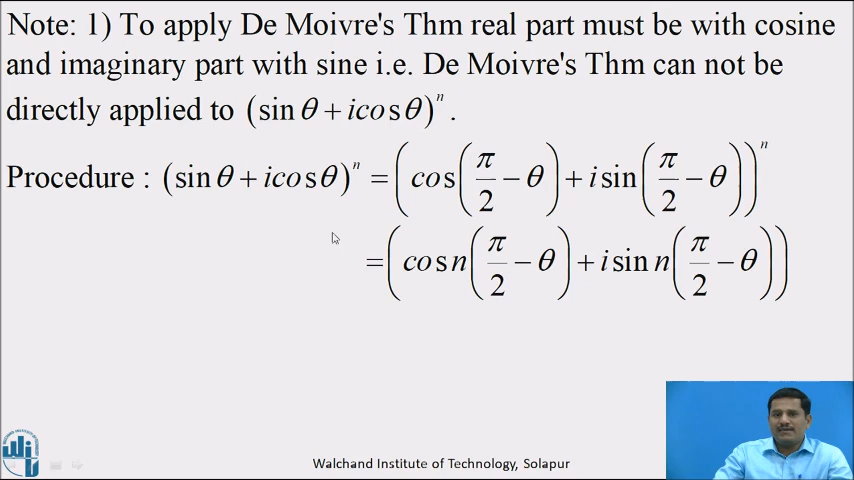 Note: 1) To apply De Moivre's Thm real part must be with cosine
and imaginary part with sine i.e. De Moivre's Thm can not be
directly applied to (sin θ + icosθ)ⁿ.
Procedure : (sin θ + icosθ)ⁿ = (cos(π/2 − θ) + i sin(π/2 − θ))ⁿ
= (cos n(π/2 − θ) + i sin n(π/2 − θ))
Walchand Institute of Technology, Solapur